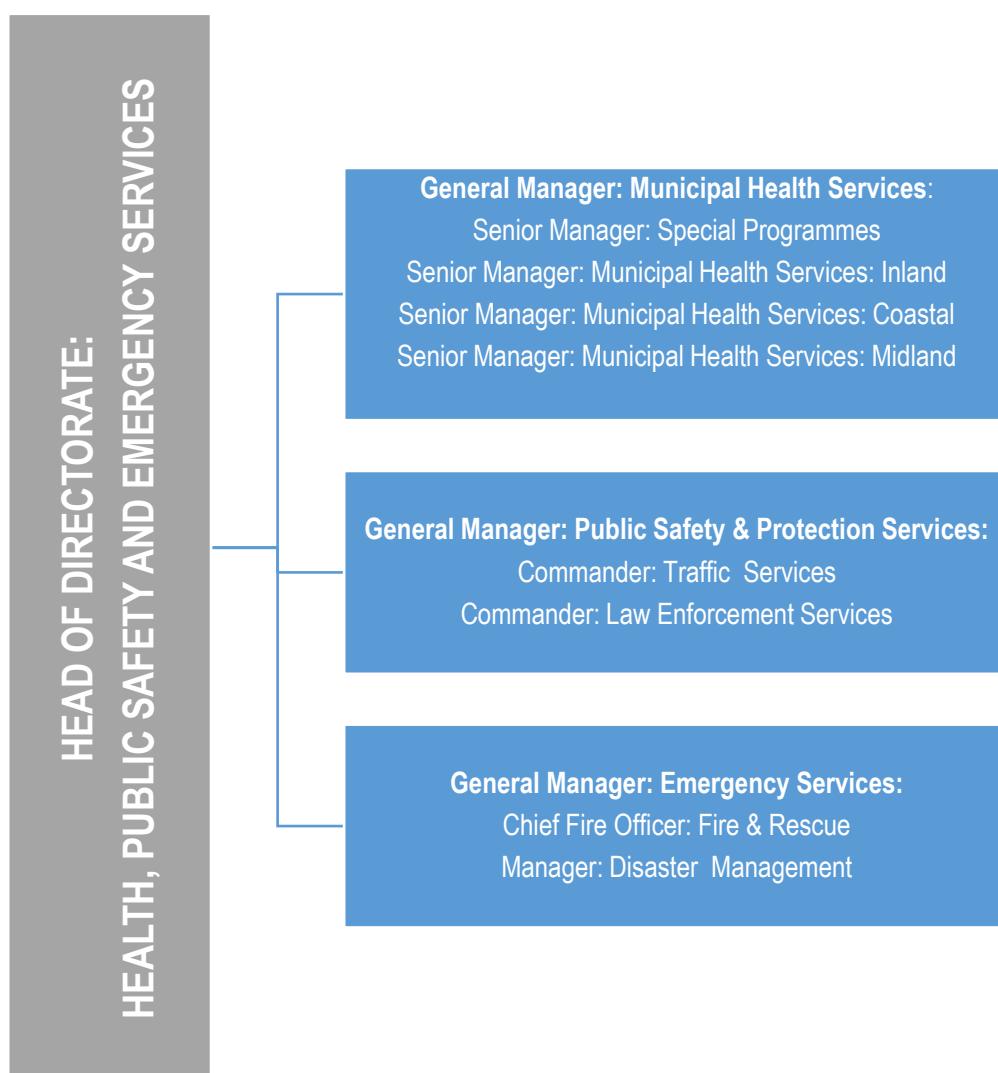 HEAD OF DIRECTORATE:
HEALTH, PUBLIC SAFETY AND EMERGENCY SERVICES
General Manager: Municipal Health Services:
Senior Manager: Special Programmes
Senior Manager: Municipal Health Services: Inland
Senior Manager: Municipal Health Services: Coastal
Senior Manager: Municipal Health Services: Midland
General Manager: Public Safety & Protection Services:
Commander: Traffic  Services
Commander: Law Enforcement Services
General Manager: Emergency Services:
Chief Fire Officer: Fire & Rescue
Manager: Disaster  Management